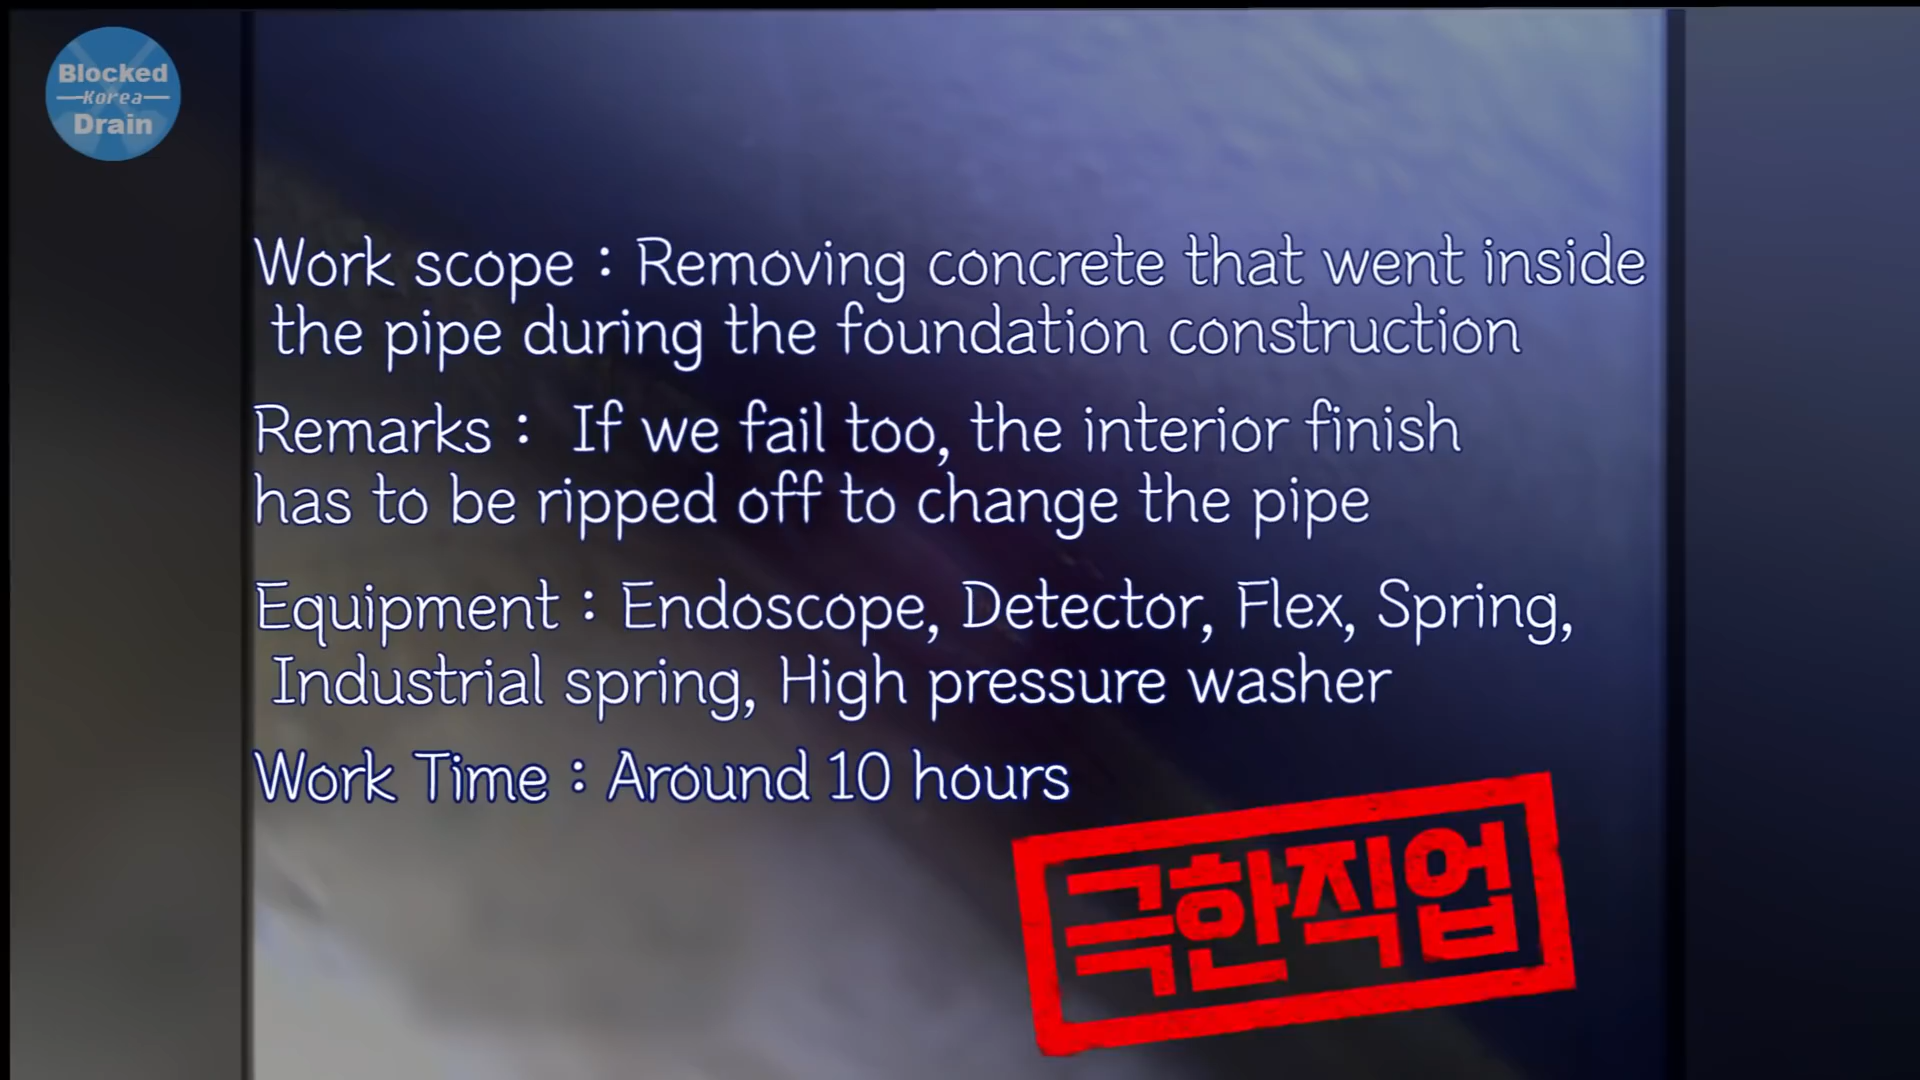 Blocked
Korea
Drain
Work scope : Removing concrete that went inside
the pipe during the foundation construction
Remarks : If we fail too, the interior finish
has to be ripped off to change the pipe
Equipment : Endoscope, Detector, Flex, Spring,
Industrial spring, High pressure washer
Work Time : Around 10 hours
극한직업